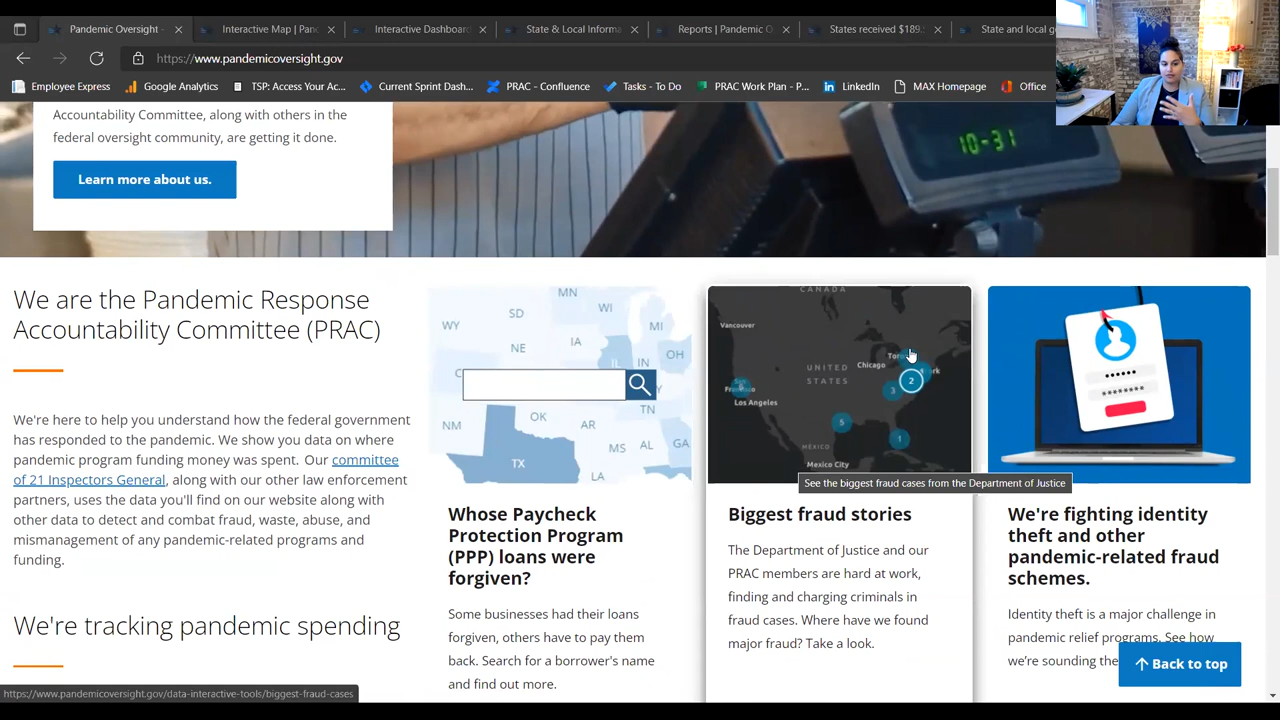 Pandemic Oversight -
Interactive Map | Pand
Interactive Dashboa
State & Local Informa
Reports | Pandemic O
States received $189.
State and local g
https://www.pandemicoversight.gov
Employee Express
Google Analytics
TSP: Access Your Ac...
Current Sprint Dash...
PRAC - Confluence
Tasks - To Do
PRAC Work Plan - P...
LinkedIn
MAX Homepage
Office
Accountability Committee, along with others in the
federal oversight community, are getting it done.
Learn more about us.
10-31
We are the Pandemic Response
Accountability Committee (PRAC)
We're here to help you understand how the federal government
has responded to the pandemic. We show you data on where
pandemic program funding money was spent. Our committee
of 21 Inspectors General, along with our other law enforcement
partners, uses the data you'll find on our website along with
other data to detect and combat fraud, waste, abuse, and
mismanagement of any pandemic-related programs and
funding.
We're tracking pandemic spending
MN
SD
WI
WY
MI
IA
NE
IL
IN
OH
TN
OK
NM
AR
MS
AL
GA
TX
LA
Whose Paycheck
Protection Program
(PPP) loans were
forgiven?
Some businesses had their loans
forgiven, others have to pay them
back. Search for a borrower's name
and find out more.
CANADA
Vancouver
Chicago
UNITED
STATES
Los Angeles
2
3
5
1
MÉXICO
Mexico City
See the biggest fraud cases from the Department of Justice
Biggest fraud stories
The Department of Justice and our
PRAC members are hard at work,
finding and charging criminals in
fraud cases. Where have we found
major fraud? Take a look.
We're fighting identity
theft and other
pandemic-related fraud
schemes.
Identity theft is a major challenge in
pandemic relief programs. See how
we're sounding the
Back to top
https://www.pandemicoversight.gov/data-interactive-tools/biggest-fraud-cases